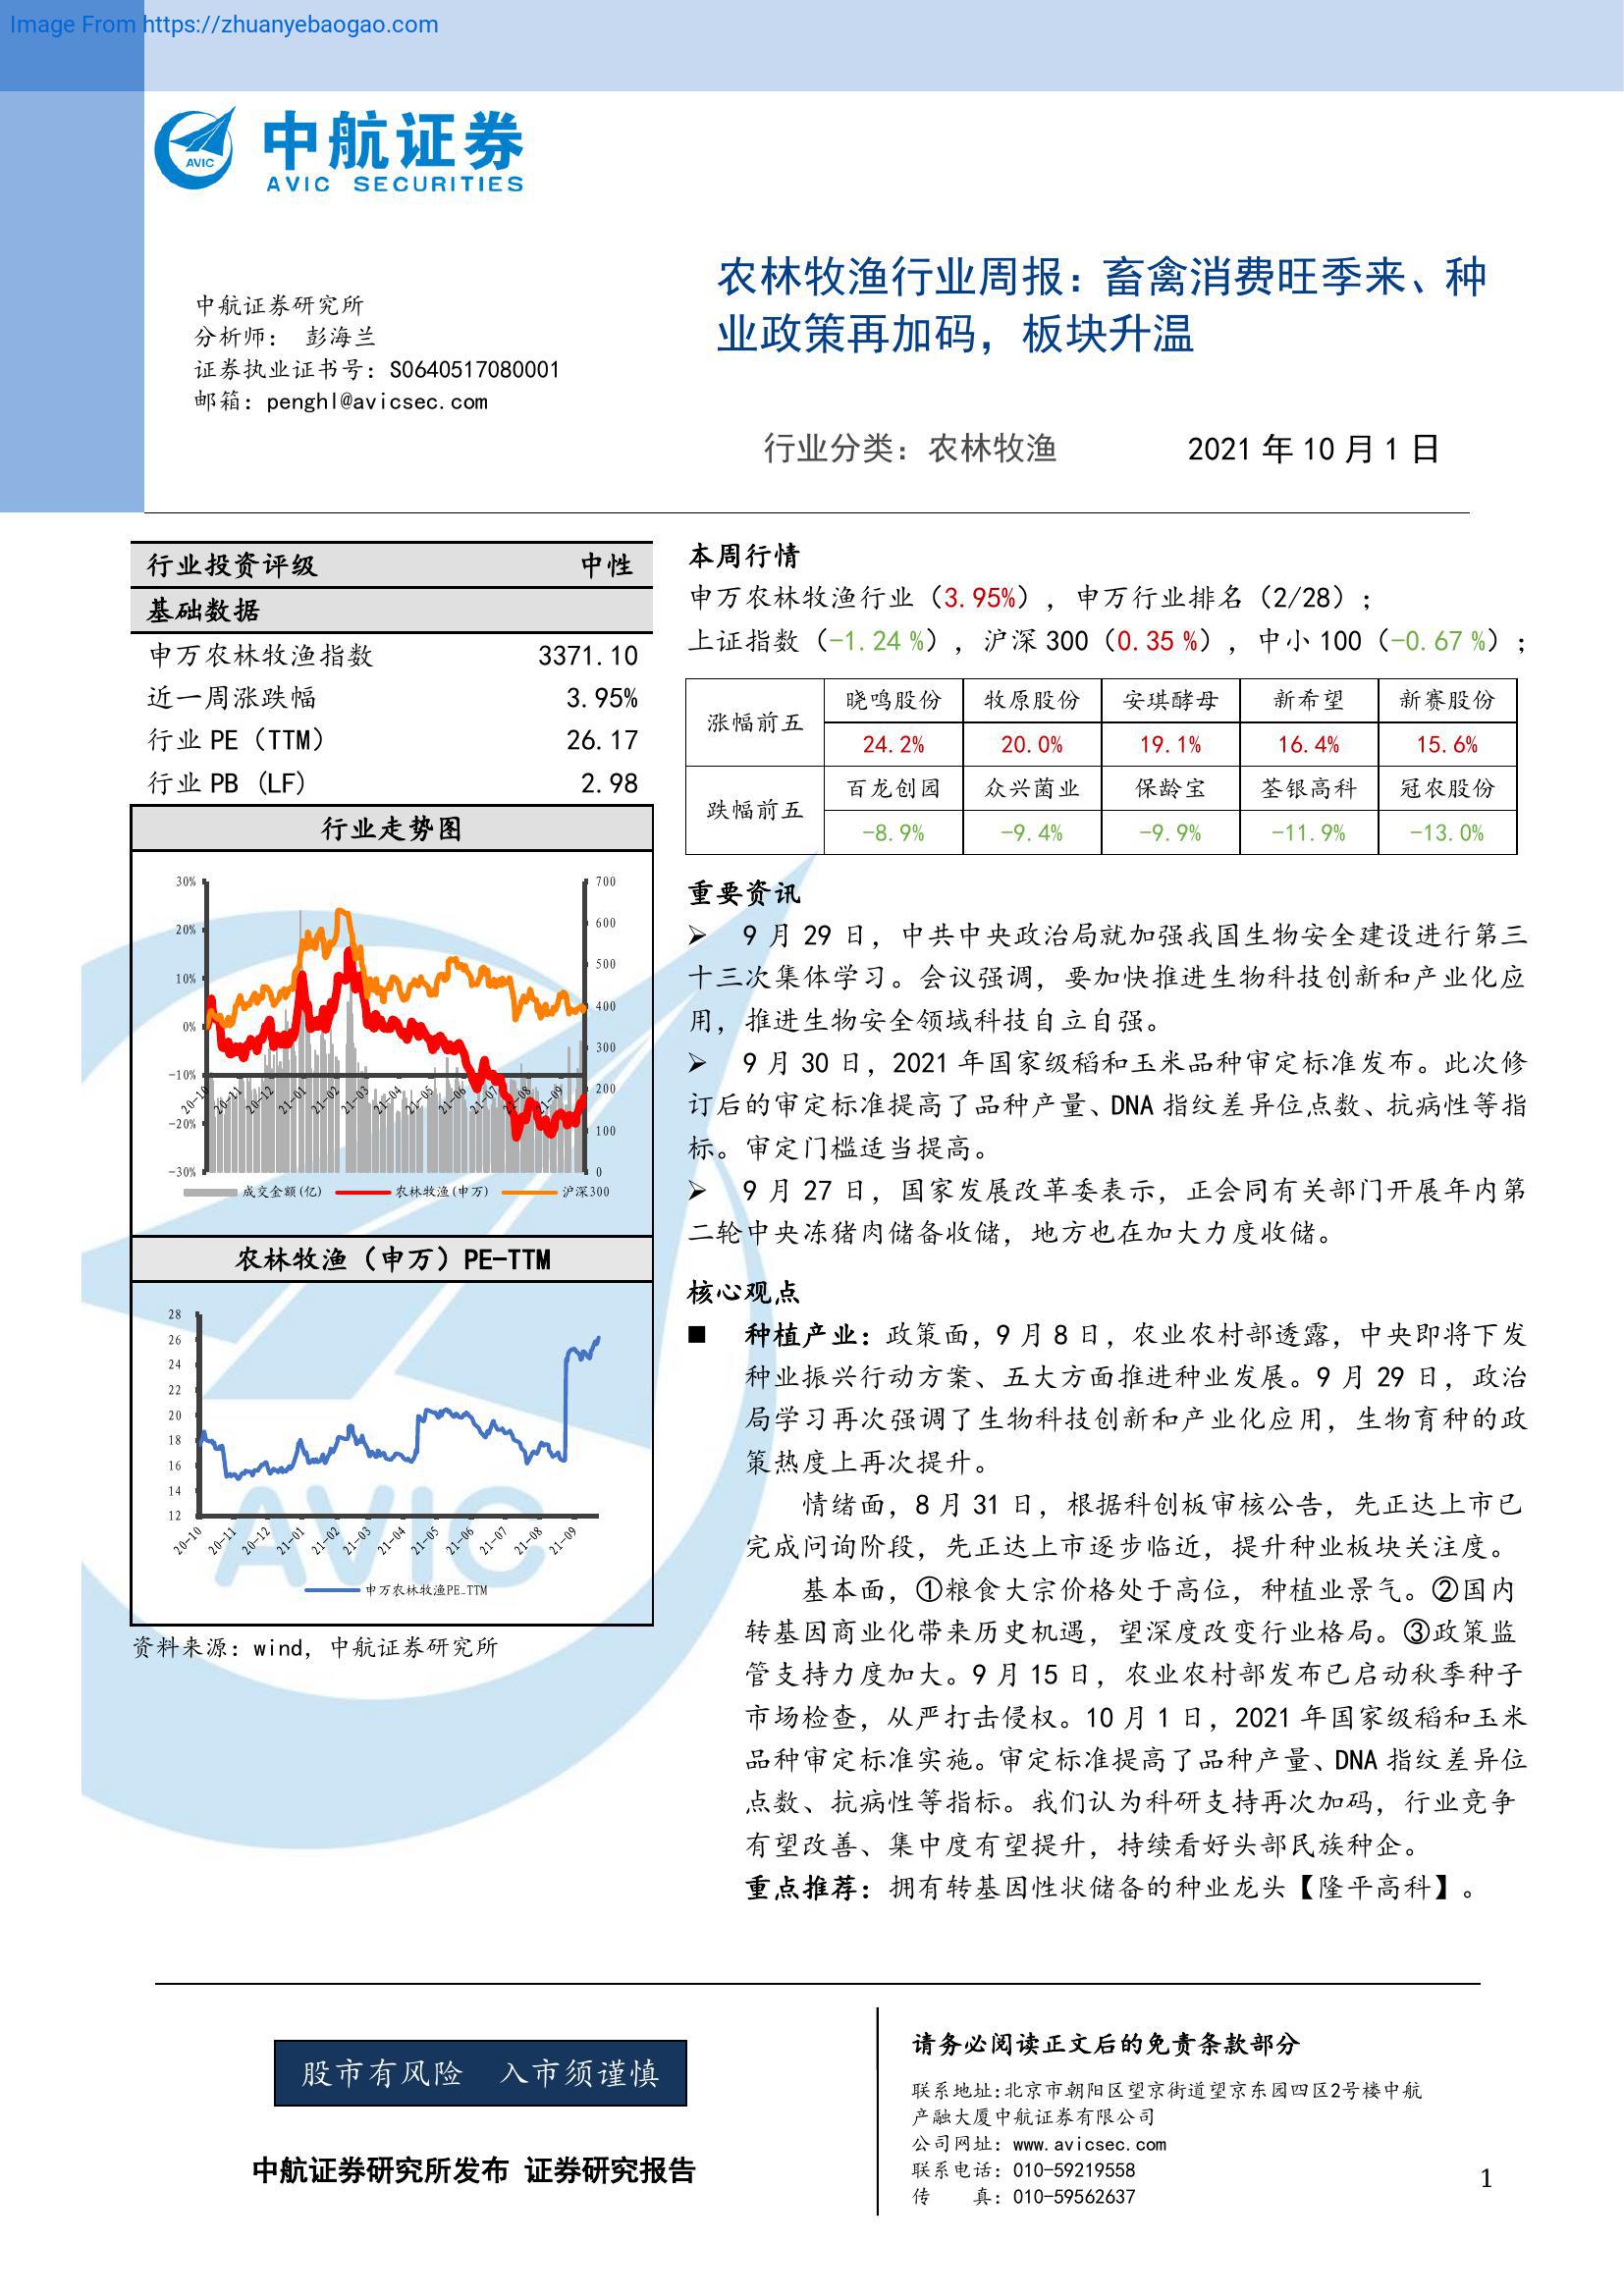 Image From https://zhuanyebaogao.com
AVIC
中航证券
AVIC SECURITIES
中航证券研究所
分析师： 彭海兰
证券执业证书号：S0640517080001
邮箱：penghl@avicsec.com
农林牧渔行业周报：畜禽消费旺季来、种
业政策再加码，板块升温
行业分类：农林牧渔 2021 年 10 月 1 日
行业投资评级 中性
基础数据
申万农林牧渔指数 3371.10
近一周涨跌幅 3.95%
行业 PE（TTM） 26.17
行业 PB (LF) 2.98
行业走势图
30% 700
20% 600
10% 500
0% 400
-10% 300
-20% 200
-30% 100
0
20-10 20-11 20-12 21-01 21-02 21-03 21-04 21-05 21-06 21-07 21-08 21-09
成交金额(亿) 农林牧渔(申万) 沪深300
农林牧渔（申万）PE-TTM
28
26
24
22
20
18
16
14
12
20-10 20-11 20-12 21-01 21-02 21-03 21-04 21-05 21-06 21-07 21-08 21-09
申万农林牧渔PE_TTM
AVIC
资料来源：wind，中航证券研究所
本周行情
申万农林牧渔行业（3.95%），申万行业排名（2/28）；
上证指数（-1.24 %），沪深 300（0.35 %），中小 100（-0.67 %）；
涨幅前五 晓鸣股份 牧原股份 安琪酵母 新希望 新赛股份
24.2% 20.0% 19.1% 16.4% 15.6%
跌幅前五 百龙创园 众兴菌业 保龄宝 荃银高科 冠农股份
-8.9% -9.4% -9.9% -11.9% -13.0%
重要资讯
➢ 9 月 29 日，中共中央政治局就加强我国生物安全建设进行第三
十三次集体学习。会议强调，要加快推进生物科技创新和产业化应
用，推进生物安全领域科技自立自强。
➢ 9 月 30 日，2021 年国家级稻和玉米品种审定标准发布。此次修
订后的审定标准提高了品种产量、DNA 指纹差异位点数、抗病性等指
标。审定门槛适当提高。
➢ 9 月 27 日，国家发展改革委表示，正会同有关部门开展年内第
二轮中央冻猪肉储备收储，地方也在加大力度收储。
核心观点
■ 种植产业：政策面，9 月 8 日，农业农村部透露，中央即将下发
种业振兴行动方案、五大方面推进种业发展。9 月 29 日，政治
局学习再次强调了生物科技创新和产业化应用，生物育种的政
策热度上再次提升。
情绪面，8 月 31 日，根据科创板审核公告，先正达上市已
完成问询阶段，先正达上市逐步临近，提升种业板块关注度。
基本面，①粮食大宗价格处于高位，种植业景气。②国内
转基因商业化带来历史机遇，望深度改变行业格局。③政策监
管支持力度加大。9 月 15 日，农业农村部发布已启动秋季种子
市场检查，从严打击侵权。10 月 1 日，2021 年国家级稻和玉米
品种审定标准实施。审定标准提高了品种产量、DNA 指纹差异位
点数、抗病性等指标。我们认为科研支持再次加码，行业竞争
有望改善、集中度有望提升，持续看好头部民族种企。
重点推荐：拥有转基因性状储备的种业龙头【隆平高科】。
股市有风险 入市须谨慎
中航证券研究所发布 证券研究报告
请务必阅读正文后的免责条款部分
联系地址:北京市朝阳区望京街道望京东园四区2号楼中航
产融大厦中航证券有限公司
公司网址：www.avicsec.com
联系电话：010-59219558
传 真：010-59562637
1